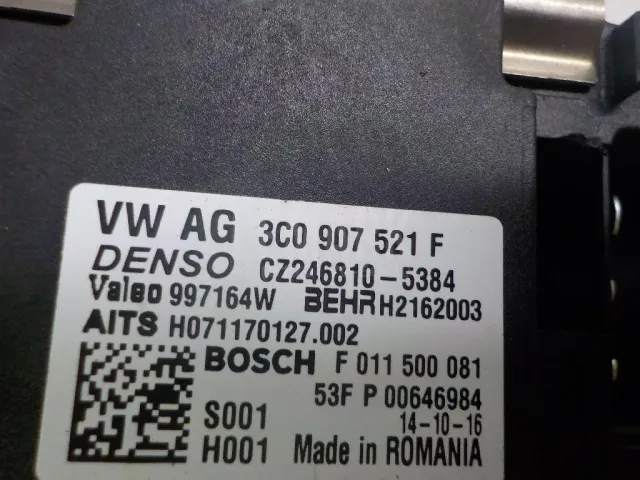 VW AG 3C0 907 521 F
DENSO CZ246810-5384
Valeo 997164W BEHR H2162003
AITS H071170127.002
BOSCH F 011 500 081
53F P 00646984
S001 14-10-16
H001 Made in ROMANIA